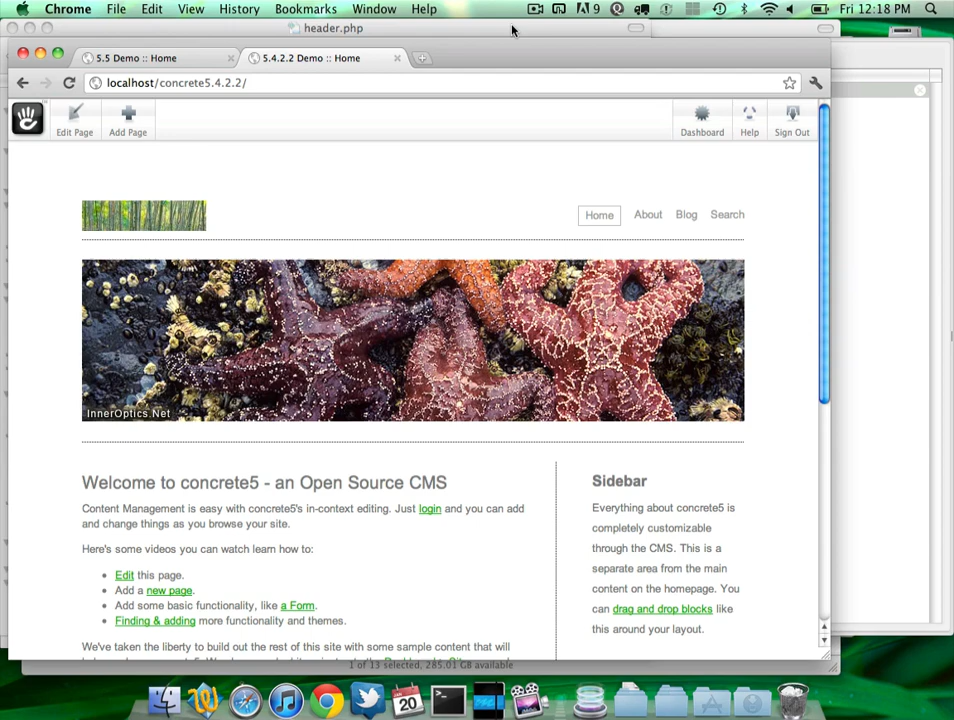 Chrome File Edit View History Bookmarks Window Help 9 Fri 12:18 PM
header.php
5.5 Demo :: Home 5.4.2.2 Demo :: Home
localhost/concrete5.4.2.2/
Edit Page Add Page Dashboard Help Sign Out
Home About Blog Search
InnerOptics.Net
Welcome to concrete5 - an Open Source CMS
Content Management is easy with concrete5's in-context editing. Just login and you can add
and change things as you browse your site.
Here's some videos you can watch learn how to:
Edit this page.
Add a new page.
Add some basic functionality, like a Form.
Finding & adding more functionality and themes.
We've taken the liberty to build out the rest of this site with some sample content that will
Sidebar
Everything about concrete5 is
completely customizable
through the CMS. This is a
separate area from the main
content on the homepage. You
can drag and drop blocks like
this around your layout.
1 of 13 selected, 285.01 GB available
20